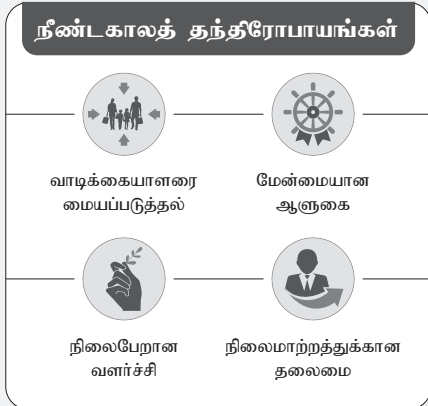 நீண்டகாலத் தந்திரோபாயங்கள்
வாடிக்கையாளரை
மையப்படுத்தல்
மேன்மையான
ஆளுகை
நிலைபேறான
வளர்ச்சி
நிலைமாற்றத்துக்கான
தலைமை